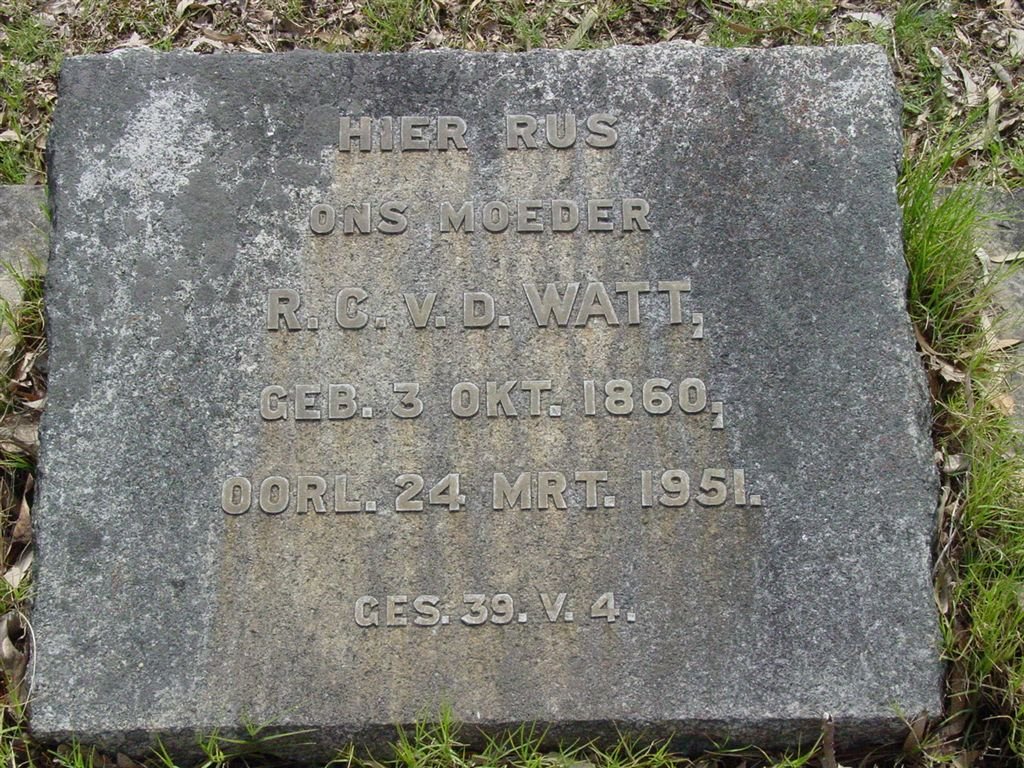 HIER RUS
ONS MOEDER
R. C. V. D. WATT,
GEB. 3 OKT. 1860,
OORL. 24 MRT. 1951.
GES. 39. V. 4.